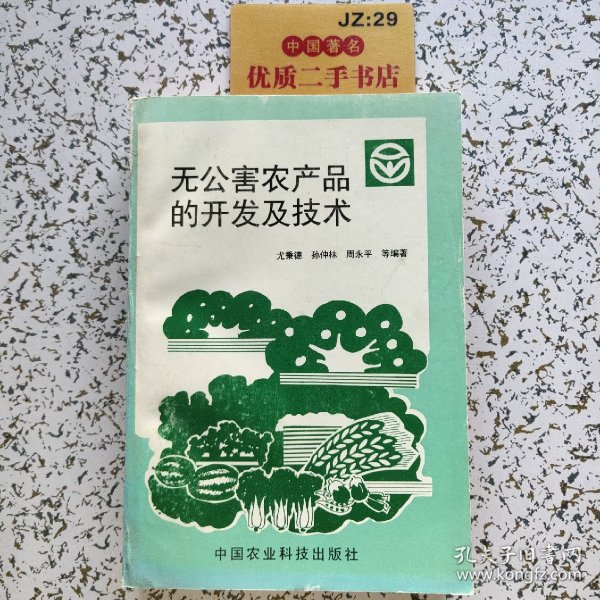 JZ:29
中国著名
优质二手书店
无公害农产品
的开发及技术
尤秉德 孙仲林 周永平 等编著
中国农业科技出版社
孔夫子旧书网
www.kongfz.com